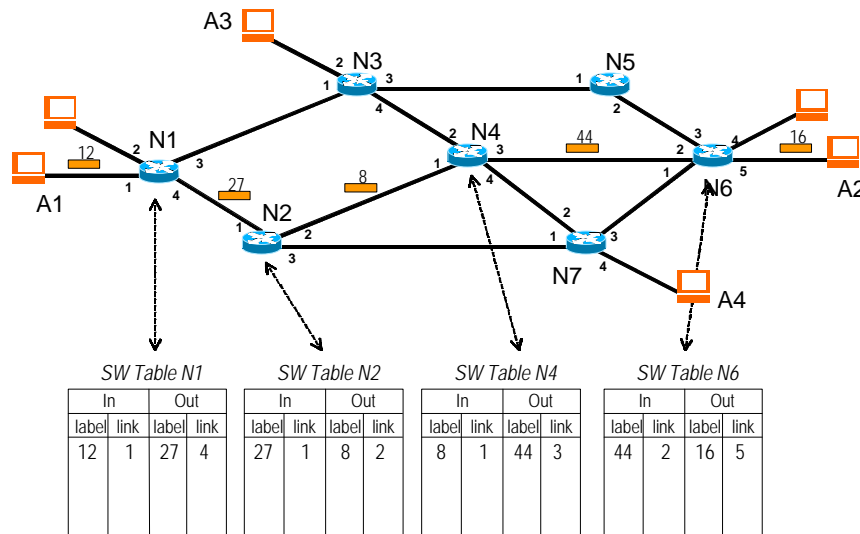 A3
2
N3
1
3
4
1
N5
2
12
2
N1
3
1
4
A1
27
1
N2
2
3
8
2
N4
3
1
4
44
3
4
2
16
1
5
N6
A2
2
3
1
N7
4
A4
SW Table N1
In Out
label link label link
12 1 27 4
SW Table N2
In Out
label link label link
27 1 8 2
SW Table N4
In Out
label link label link
8 1 44 3
SW Table N6
In Out
label link label link
44 2 16 5